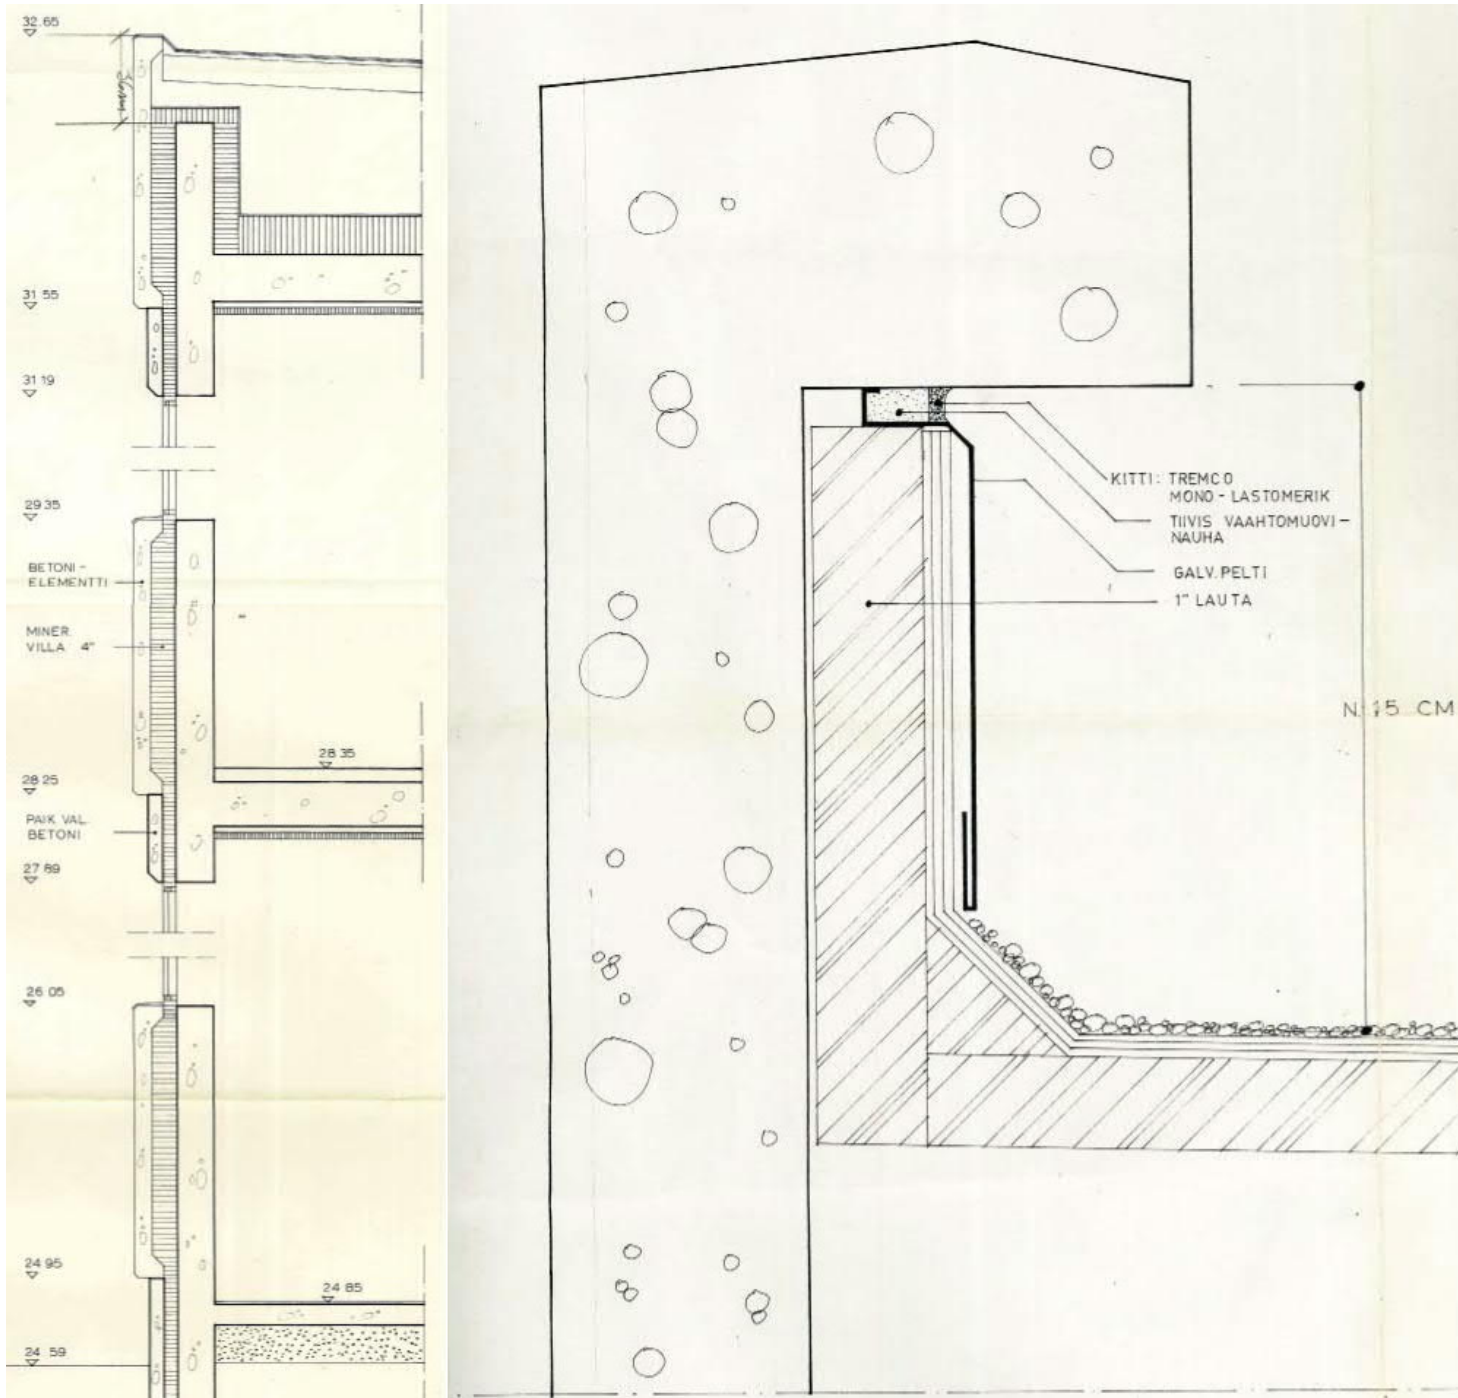 32.65
36cm
31 55
31 19
29 35
BETONI-
ELEMENTTI
MINER.
VILLA 4"
28 35
28 25
PAIK VAL.
BETONI
27 89
26 05
24 95
24 85
24 59
KITTI: TREMCO
MONO-LASTOMERIK
TIIVIS VAAHTOMUOVI-
NAUHA
GALV. PELTI
1" LAUTA
N. 15 CM